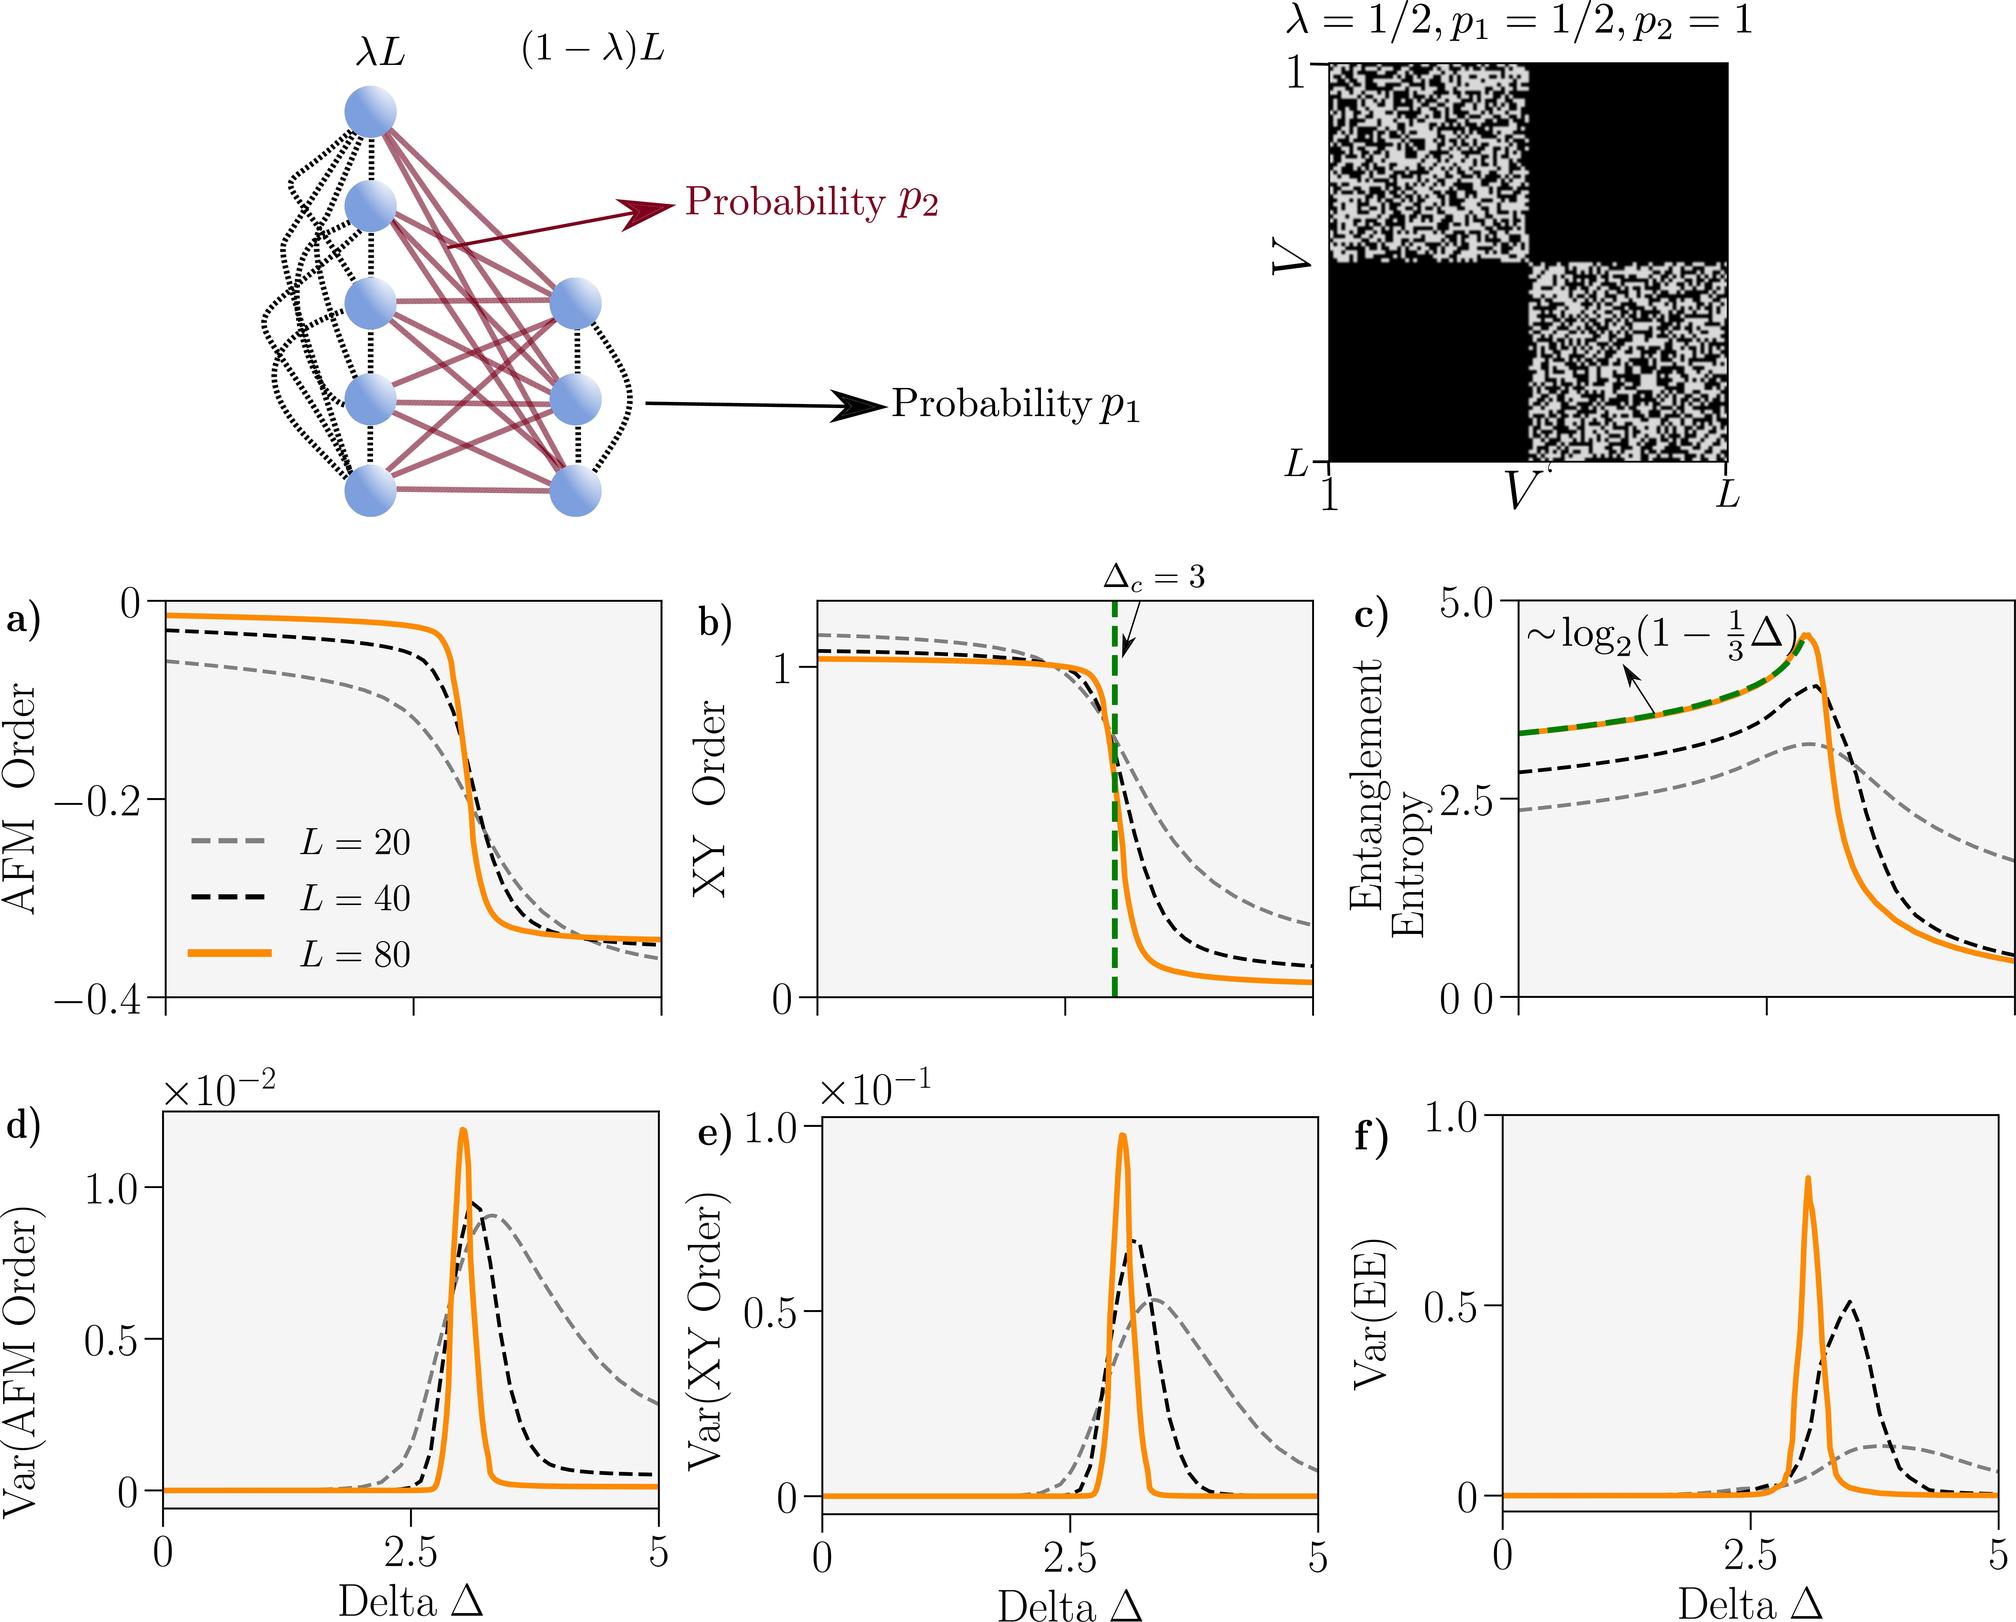 λL
(1 − λ)L
Probability p₂
Probability p₁
λ = 1/2, p₁ = 1/2, p₂ = 1
1
V
L
1
V‘
L
a)
0
−0.2
−0.4
AFM Order
L = 20
L = 40
L = 80
b)
Δc = 3
1
0
XY Order
c)
5.0
2.5
0 0
Entanglement
Entropy
∼log₂(1 − 1/3Δ)
d)
×10⁻²
1.0
0.5
0
Var(AFM Order)
0
2.5
5
Delta Δ
e)
×10⁻¹
1.0
0.5
0
Var(XY Order)
0
2.5
5
Delta Δ
f)
1.0
0.5
0
Var(EE)
0
2.5
5
Delta Δ